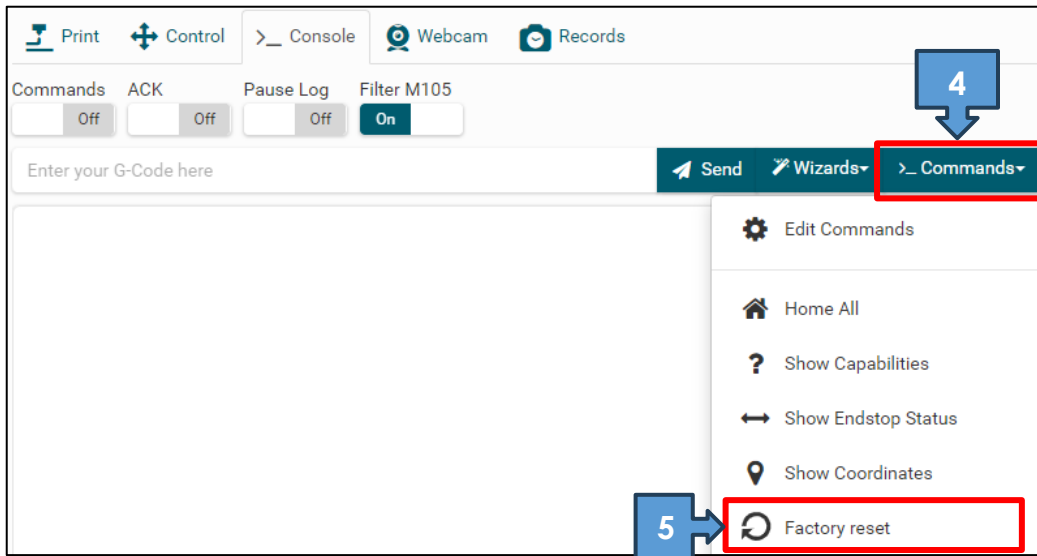 Print Control >_ Console Webcam Records
Commands ACK Pause Log Filter M105
4
Off Off Off On
Enter your G-Code here Send Wizards >_ Commands
Edit Commands
Home All
? Show Capabilities
Show Endstop Status
Show Coordinates
5 Factory reset